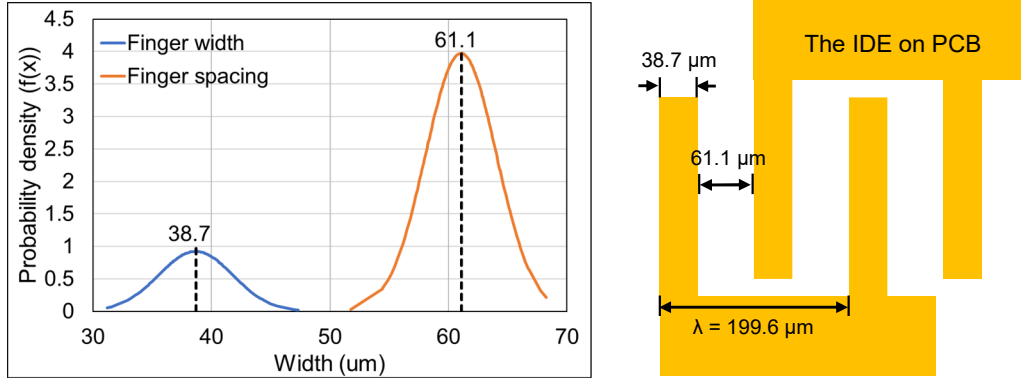 4.5
4
3.5
3
2.5
2
1.5
1
0.5
0
Probability density (f(x))
Finger width
Finger spacing
61.1
38.7
30 40 50 60 70
Width (um)
The IDE on PCB
38.7 μm
61.1 μm
λ = 199.6 μm